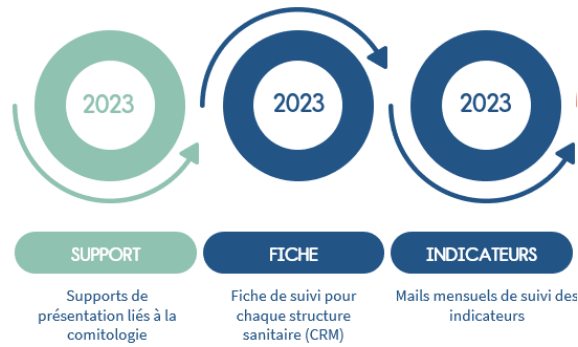 2023
2023
2023
SUPPORT
FICHE
INDICATEURS
Supports de
présentation liés à la
comitologie
Fiche de suivi pour
chaque structure
sanitaire (CRM)
Mails mensuels de suivi des
indicateurs